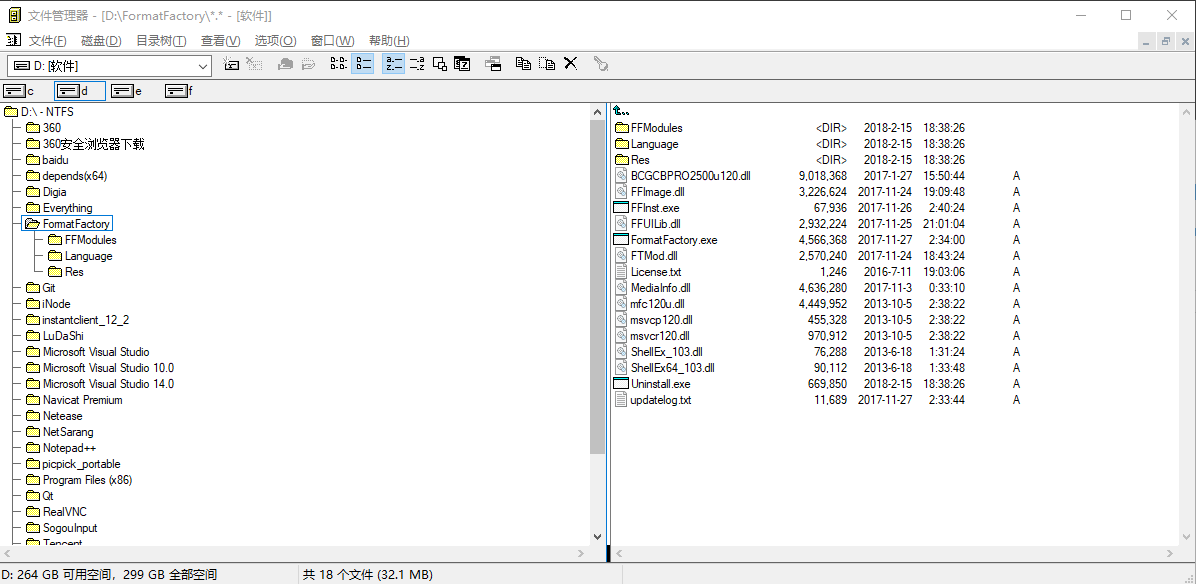 文件管理器 - [D:\FormatFactory\*.* - [软件]]
文件(F) 磁盘(D) 目录树(T) 查看(V) 选项(O) 窗口(W) 帮助(H)
D: [软件]
c d e f
D:\ - NTFS
360
360安全浏览器下载
baidu
depends(x64)
Digia
Everything
FormatFactory
FFModules
Language
Res
Git
iNode
instantclient_12_2
LuDaShi
Microsoft Visual Studio
Microsoft Visual Studio 10.0
Microsoft Visual Studio 14.0
Navicat Premium
Netease
NetSarang
Notepad++
picpick_portable
Program Files (x86)
Qt
RealVNC
SogouInput
Tencent
..
FFModules <DIR> 2018-2-15 18:38:26
Language <DIR> 2018-2-15 18:38:26
Res <DIR> 2018-2-15 18:38:26
BCGCBPRO2500u120.dll 9,018,368 2017-1-27 15:50:44 A
FFImage.dll 3,226,624 2017-11-24 19:09:48 A
FFInst.exe 67,936 2017-11-26 2:40:24 A
FFUILib.dll 2,932,224 2017-11-25 21:01:04 A
FormatFactory.exe 4,566,368 2017-11-27 2:34:00 A
FTMod.dll 2,570,240 2017-11-24 18:43:24 A
License.txt 1,246 2016-7-11 19:03:06 A
MediaInfo.dll 4,636,280 2017-11-3 0:33:10 A
mfc120u.dll 4,449,952 2013-10-5 2:38:22 A
msvcp120.dll 455,328 2013-10-5 2:38:22 A
msvcr120.dll 970,912 2013-10-5 2:38:22 A
ShellEx_103.dll 76,288 2013-6-18 1:31:24 A
ShellEx64_103.dll 90,112 2013-6-18 1:33:48 A
Uninstall.exe 669,850 2018-2-15 18:38:26 A
updatelog.txt 11,689 2017-11-27 2:33:44 A
D: 264 GB 可用空间，299 GB 全部空间
共 18 个文件 (32.1 MB)